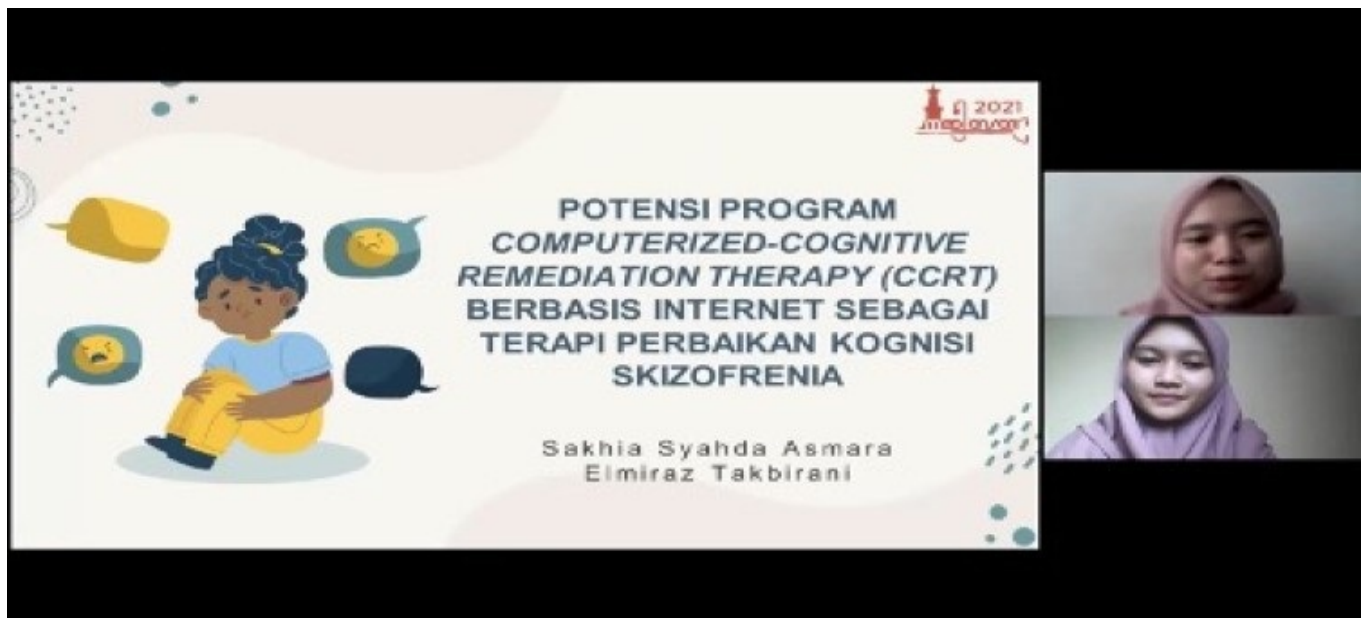 2021
POTENSI PROGRAM
COMPUTERIZED-COGNITIVE
REMEDIATION THERAPY (CCRT)
BERBASIS INTERNET SEBAGAI
TERAPI PERBAIKAN KOGNISI
SKIZOFRENIA
Sakhia Syahda Asmara
Elmiraz Takbirani